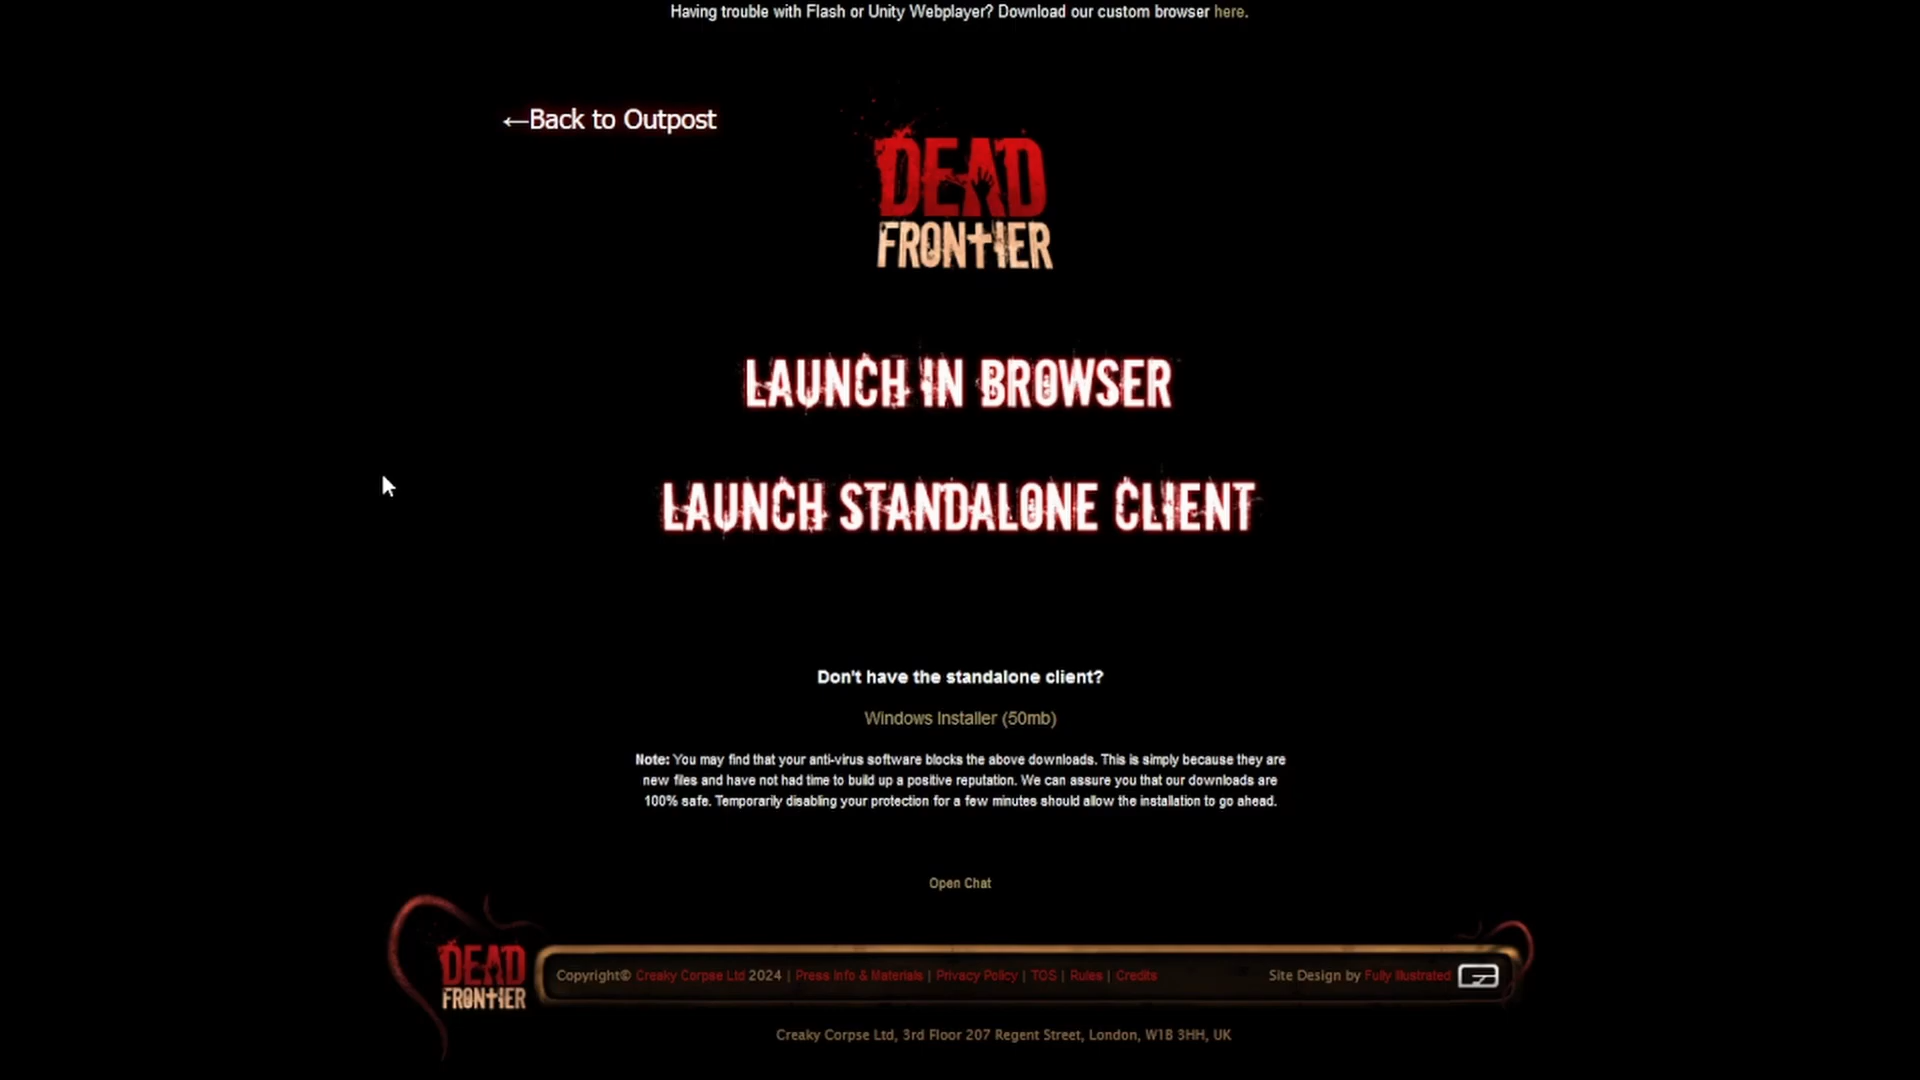 Having trouble with Flash or Unity Webplayer? Download our custom browser here.
←Back to Outpost
DEAD
FRONTIER
LAUNCH IN BROWSER
LAUNCH STANDALONE CLIENT
Don't have the standalone client?
Windows Installer (50mb)
Note: You may find that your anti-virus software blocks the above downloads. This is simply because they are
new files and have not had time to build up a positive reputation. We can assure you that our downloads are
100% safe. Temporarily disabling your protection for a few minutes should allow the installation to go ahead.
Open Chat
DEAD
FRONTIER
Copyright© Creaky Corpse Ltd 2024 | Press Info & Materials | Privacy Policy | TOS | Rules | Credits
Site Design by Fully Illustrated
Creaky Corpse Ltd, 3rd Floor 207 Regent Street, London, W1B 3HH, UK